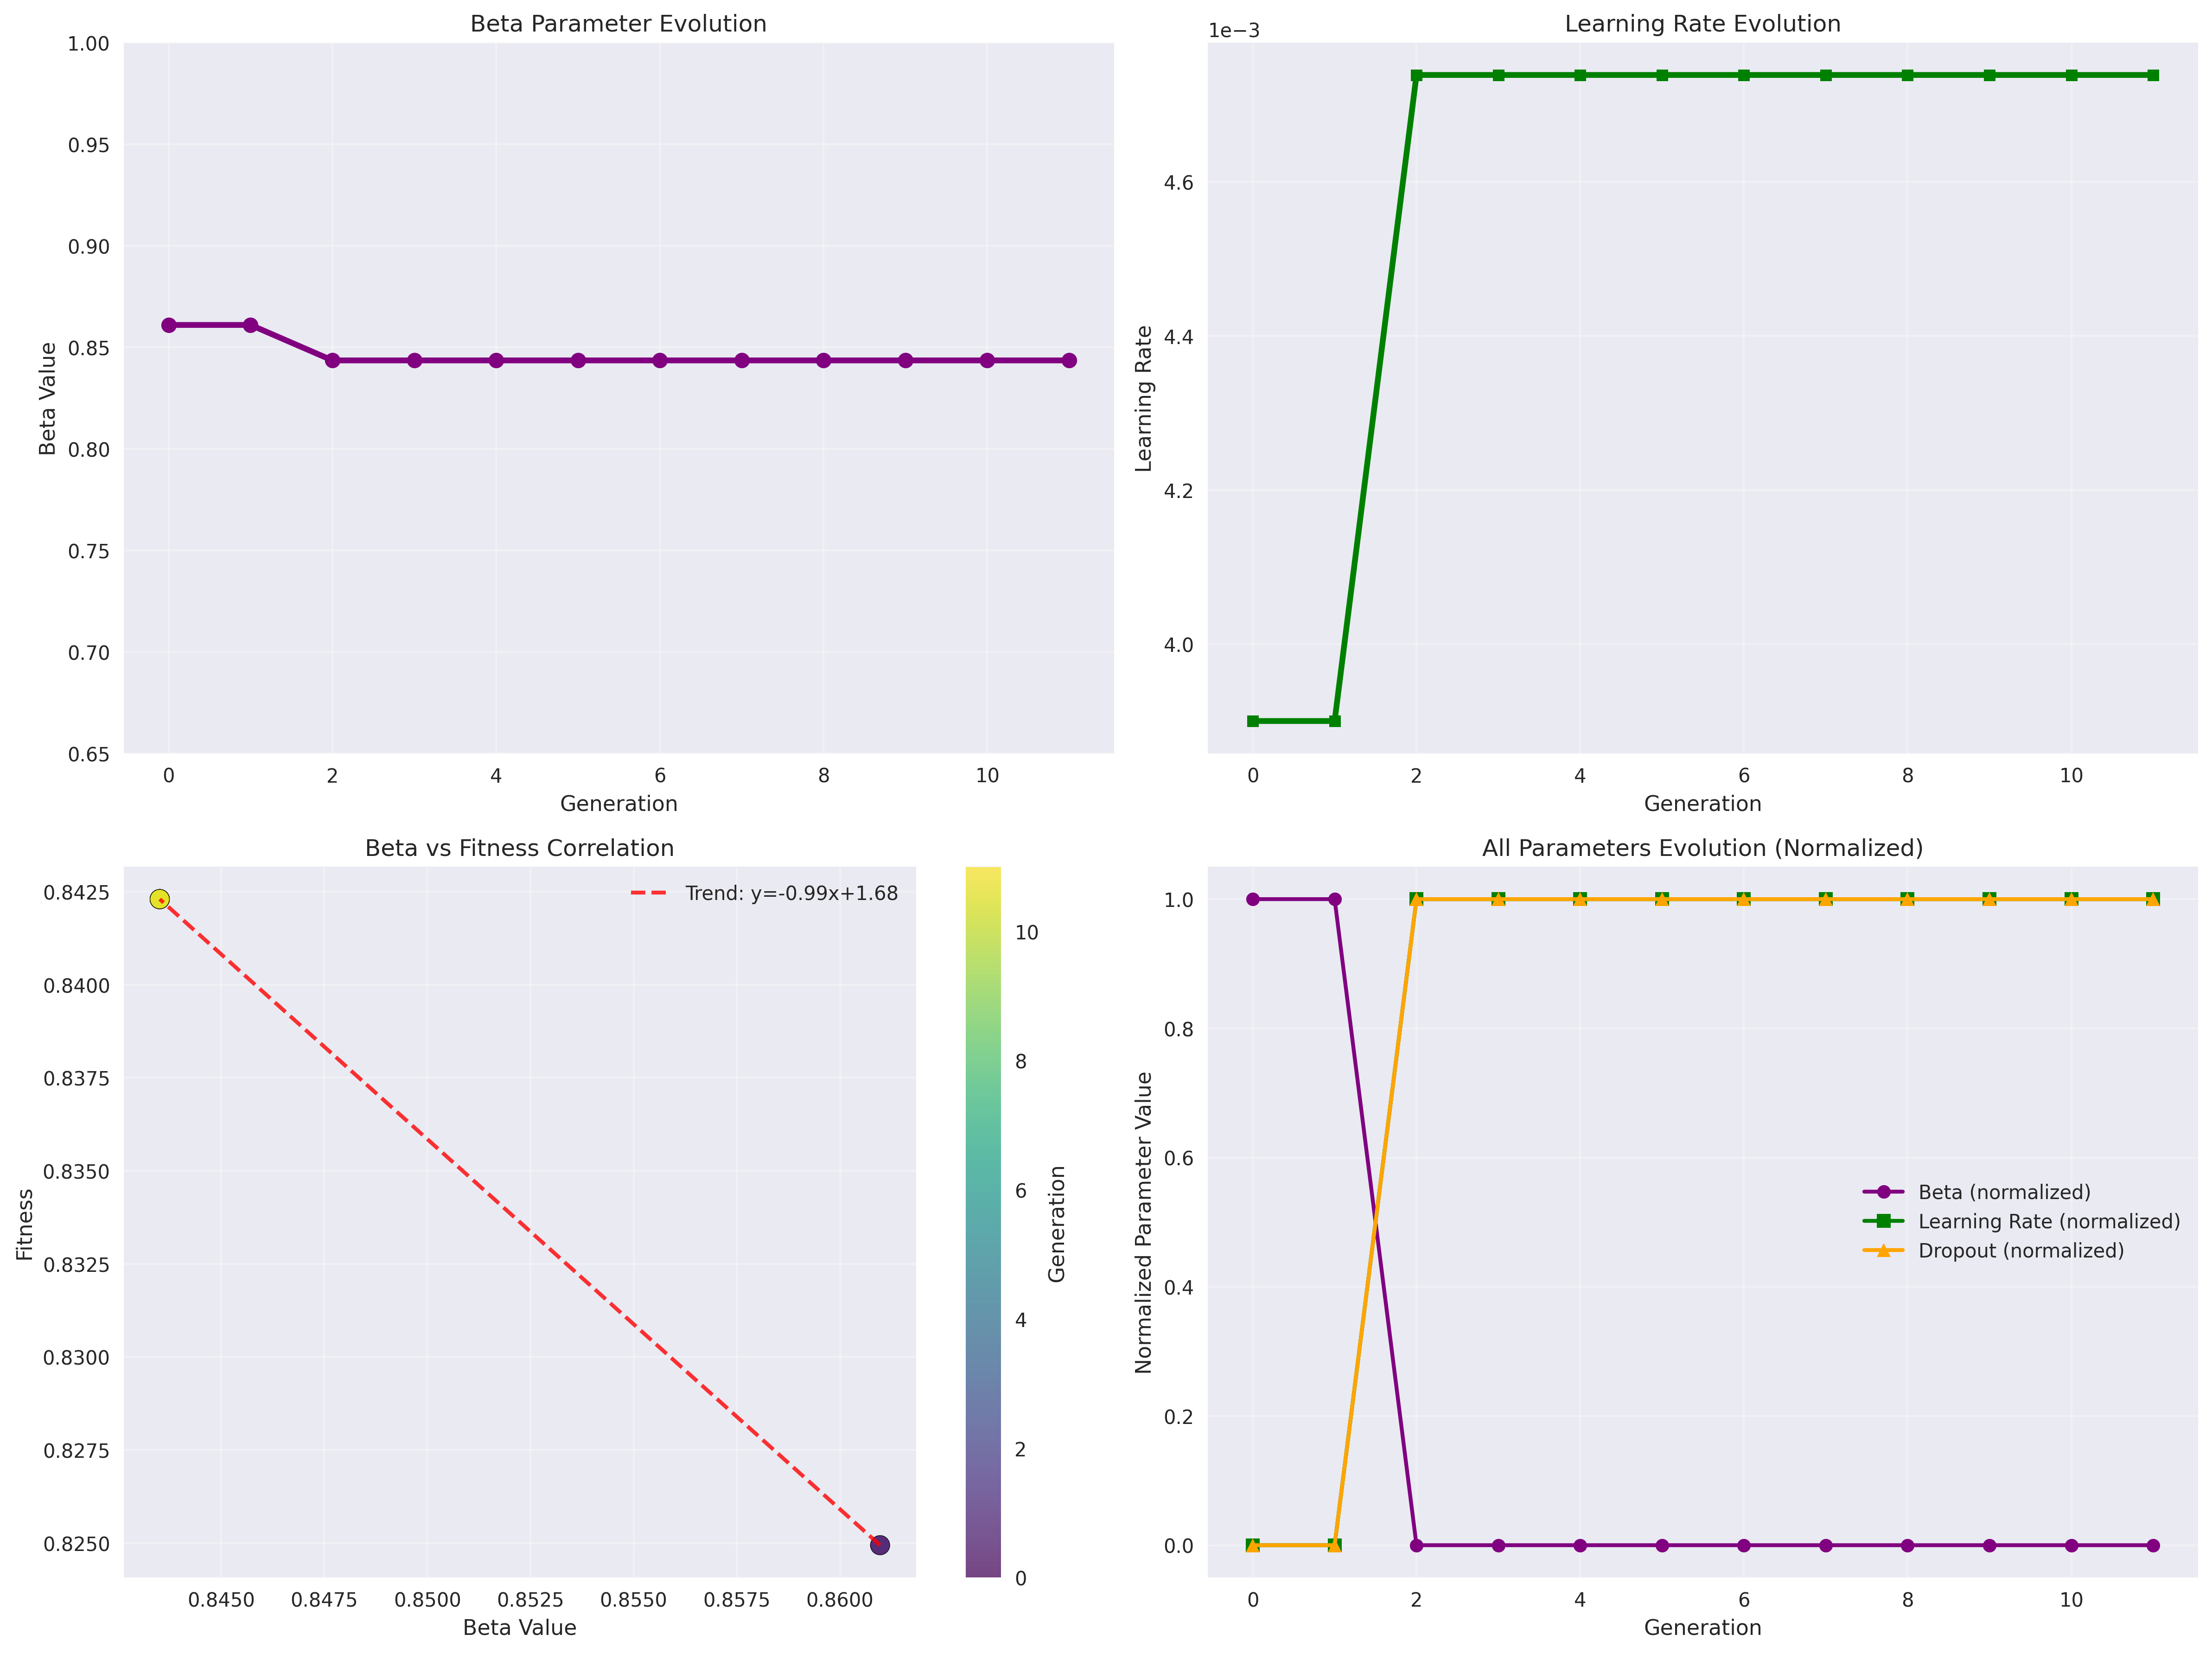 Beta Parameter Evolution
1.00
0.95
0.90
0.85
0.80
0.75
0.70
0.65
Beta Value
0 2 4 6 8 10
Generation
Learning Rate Evolution
1e−3
4.6
4.4
4.2
4.0
Learning Rate
0 2 4 6 8 10
Generation
Beta vs Fitness Correlation
Trend: y=-0.99x+1.68
0.8425
0.8400
0.8375
0.8350
0.8325
0.8300
0.8275
0.8250
Fitness
0.8450 0.8475 0.8500 0.8525 0.8550 0.8575 0.8600
Beta Value
10
8
6
4
2
0
Generation
All Parameters Evolution (Normalized)
1.0
0.8
0.6
0.4
0.2
0.0
Normalized Parameter Value
Beta (normalized)
Learning Rate (normalized)
Dropout (normalized)
0 2 4 6 8 10
Generation